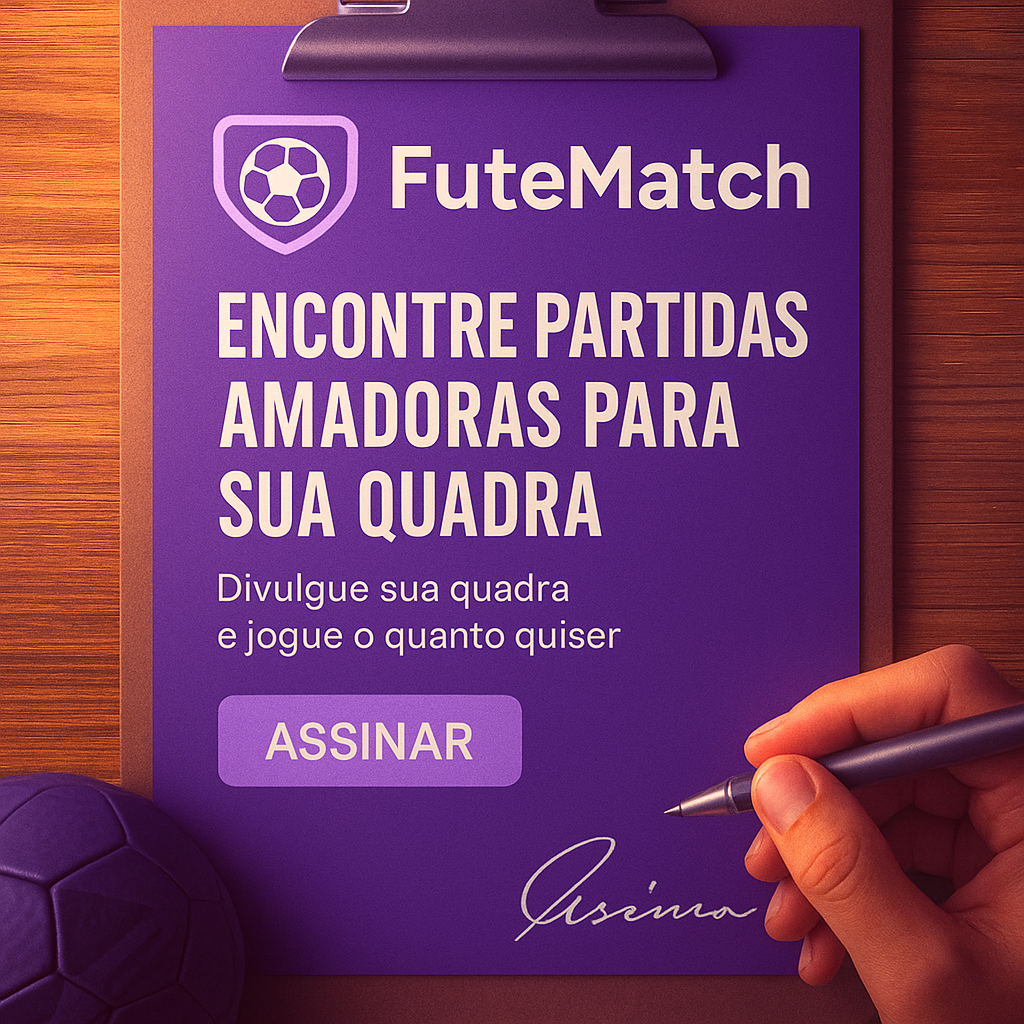 FuteMatch
ENCONTRE PARTIDAS
AMADORAS PARA
SUA QUADRA
Divulgue sua quadra
e jogue o quanto quiser
ASSINAR